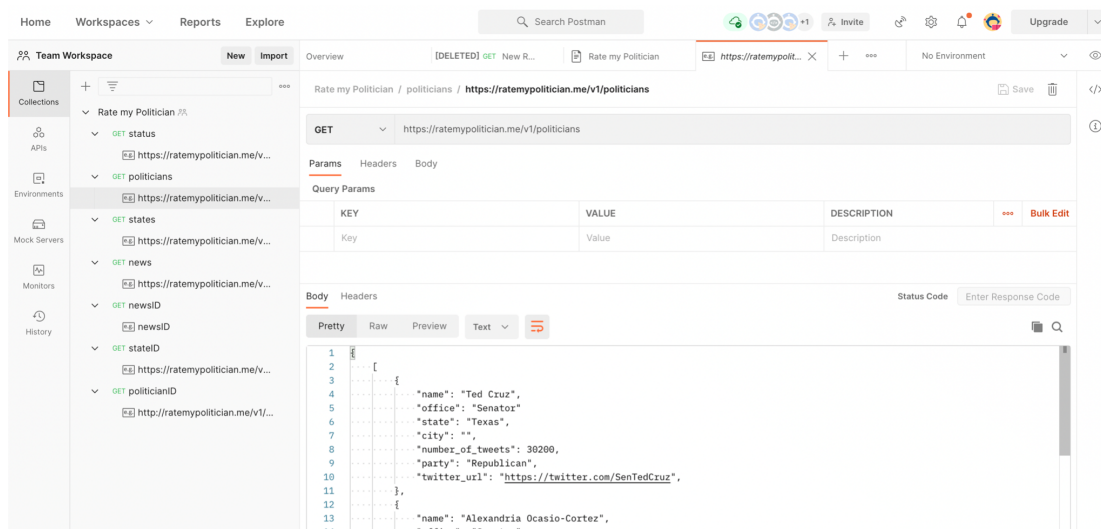 Home Workspaces Reports Explore Search Postman +1 Invite Upgrade
Team Workspace New Import Overview [DELETED] GET New R... Rate my Politician https://ratemypolit... No Environment
Collections
APIs
Environments
Mock Servers
Monitors
History
Rate my Politician
GET status
e.g. https://ratemypolitician.me/v...
GET politicians
e.g. https://ratemypolitician.me/v...
GET states
e.g. https://ratemypolitician.me/v...
GET news
e.g. https://ratemypolitician.me/v...
GET newsID
e.g. newsID
GET stateID
e.g. https://ratemypolitician.me/v...
GET politicianID
e.g. http://ratemypolitician.me/v1/...
Rate my Politician / politicians / https://ratemypolitician.me/v1/politicians Save
GET https://ratemypolitician.me/v1/politicians
Params Headers Body
Query Params
KEY VALUE DESCRIPTION Bulk Edit
Key Value Description
Body Headers Status Code Enter Response Code
Pretty Raw Preview Text
1 {
2 [
3 {
4 "name": "Ted Cruz",
5 "office": "Senator"
6 "state": "Texas",
7 "city": "",
8 "number_of_tweets": 30200,
9 "party": "Republican",
10 "twitter_url": "https://twitter.com/SenTedCruz",
11 },
12 {
13 "name": "Alexandria Ocasio-Cortez",